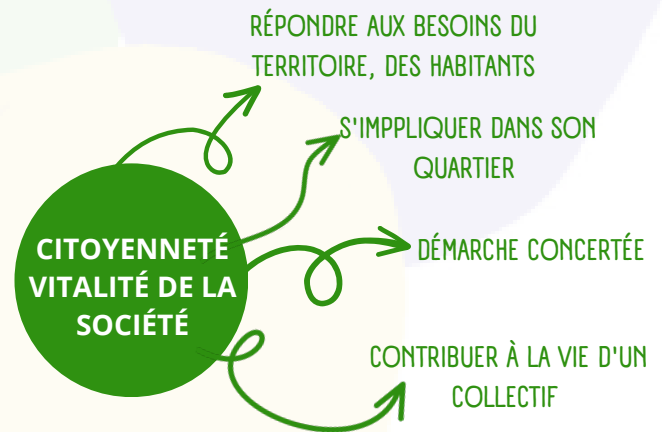 RÉPONDRE AUX BESOINS DU
TERRITOIRE, DES HABITANTS
S'IMPPLIQUER DANS SON
QUARTIER
CITOYENNETÉ
VITALITÉ DE LA
SOCIÉTÉ
DÉMARCHE CONCERTÉE
CONTRIBUER À LA VIE D'UN
COLLECTIF